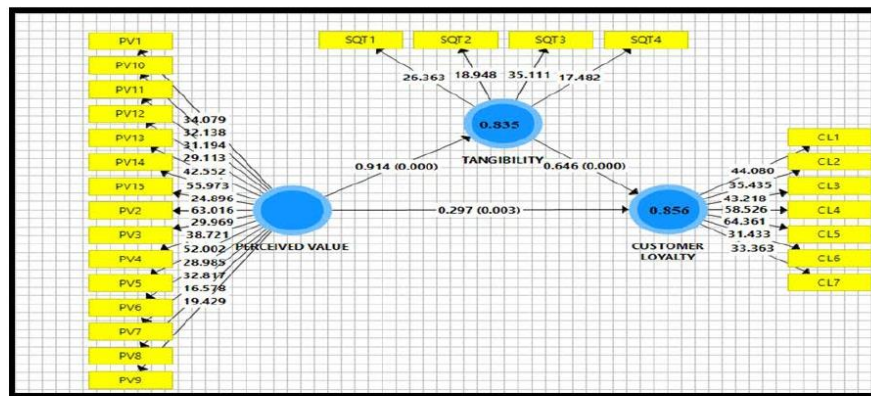 PV1
PV10
PV11
PV12
PV13
PV14
PV15
PV2
PV3
PV4
PV5
PV6
PV7
PV8
PV9
34.079
32.138
31.194
29.113
42.552
55.973
24.896
63.016
29.969
38.721
52.002
28.985
32.817
16.578
19.429
PERCEIVED VALUE
SQT1 SQT2 SQT3 SQT4
26.363 18.948 35.111 17.482
0.835
TANGIBILITY
0.914 (0.000)
0.646 (0.000)
0.297 (0.003)
0.856
CUSTOMER
LOYALTY
44.080
35.435
43.218
58.526
64.361
31.433
33.363
CL1
CL2
CL3
CL4
CL5
CL6
CL7